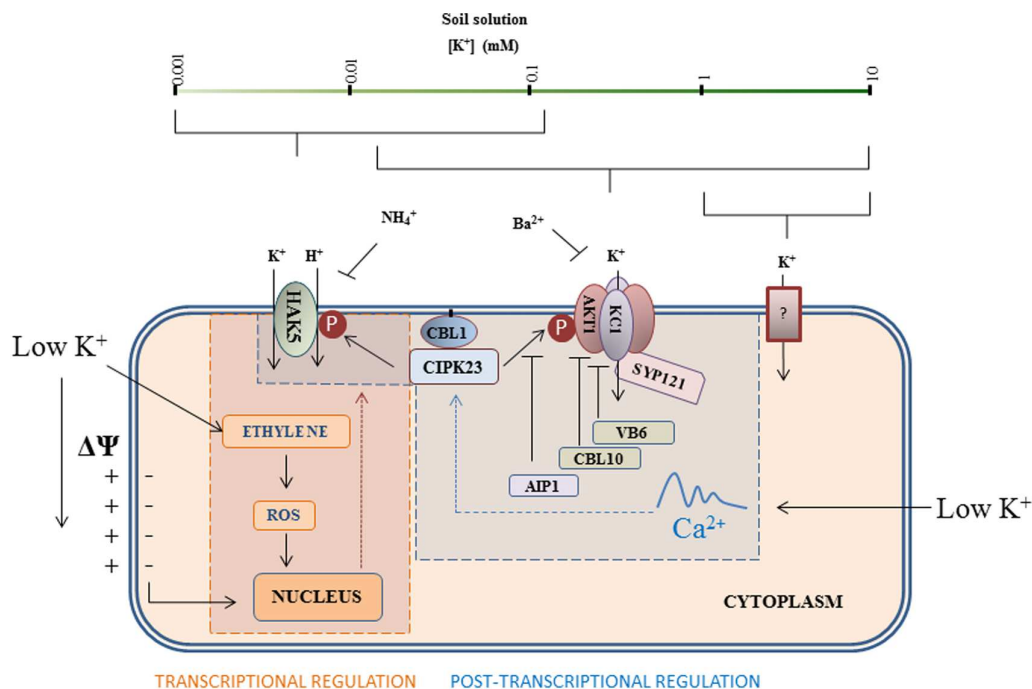 Soil solution
[K⁺] (mM)
0.001
0.01
0.1
1
10
NH₄⁺
Ba²⁺
K⁺ H⁺
K⁺
K⁺
HAK5
P
CBL1
CIPK23
P
AKT1
KC1
SYP121
?
Low K⁺
ΔΨ
+ -
+ -
+ -
+ -
ETHYLENE
ROS
NUCLEUS
VB6
CBL10
AIP1
Ca²⁺
Low K⁺
CYTOPLASM
TRANSCRIPTIONAL REGULATION
POST-TRANSCRIPTIONAL REGULATION